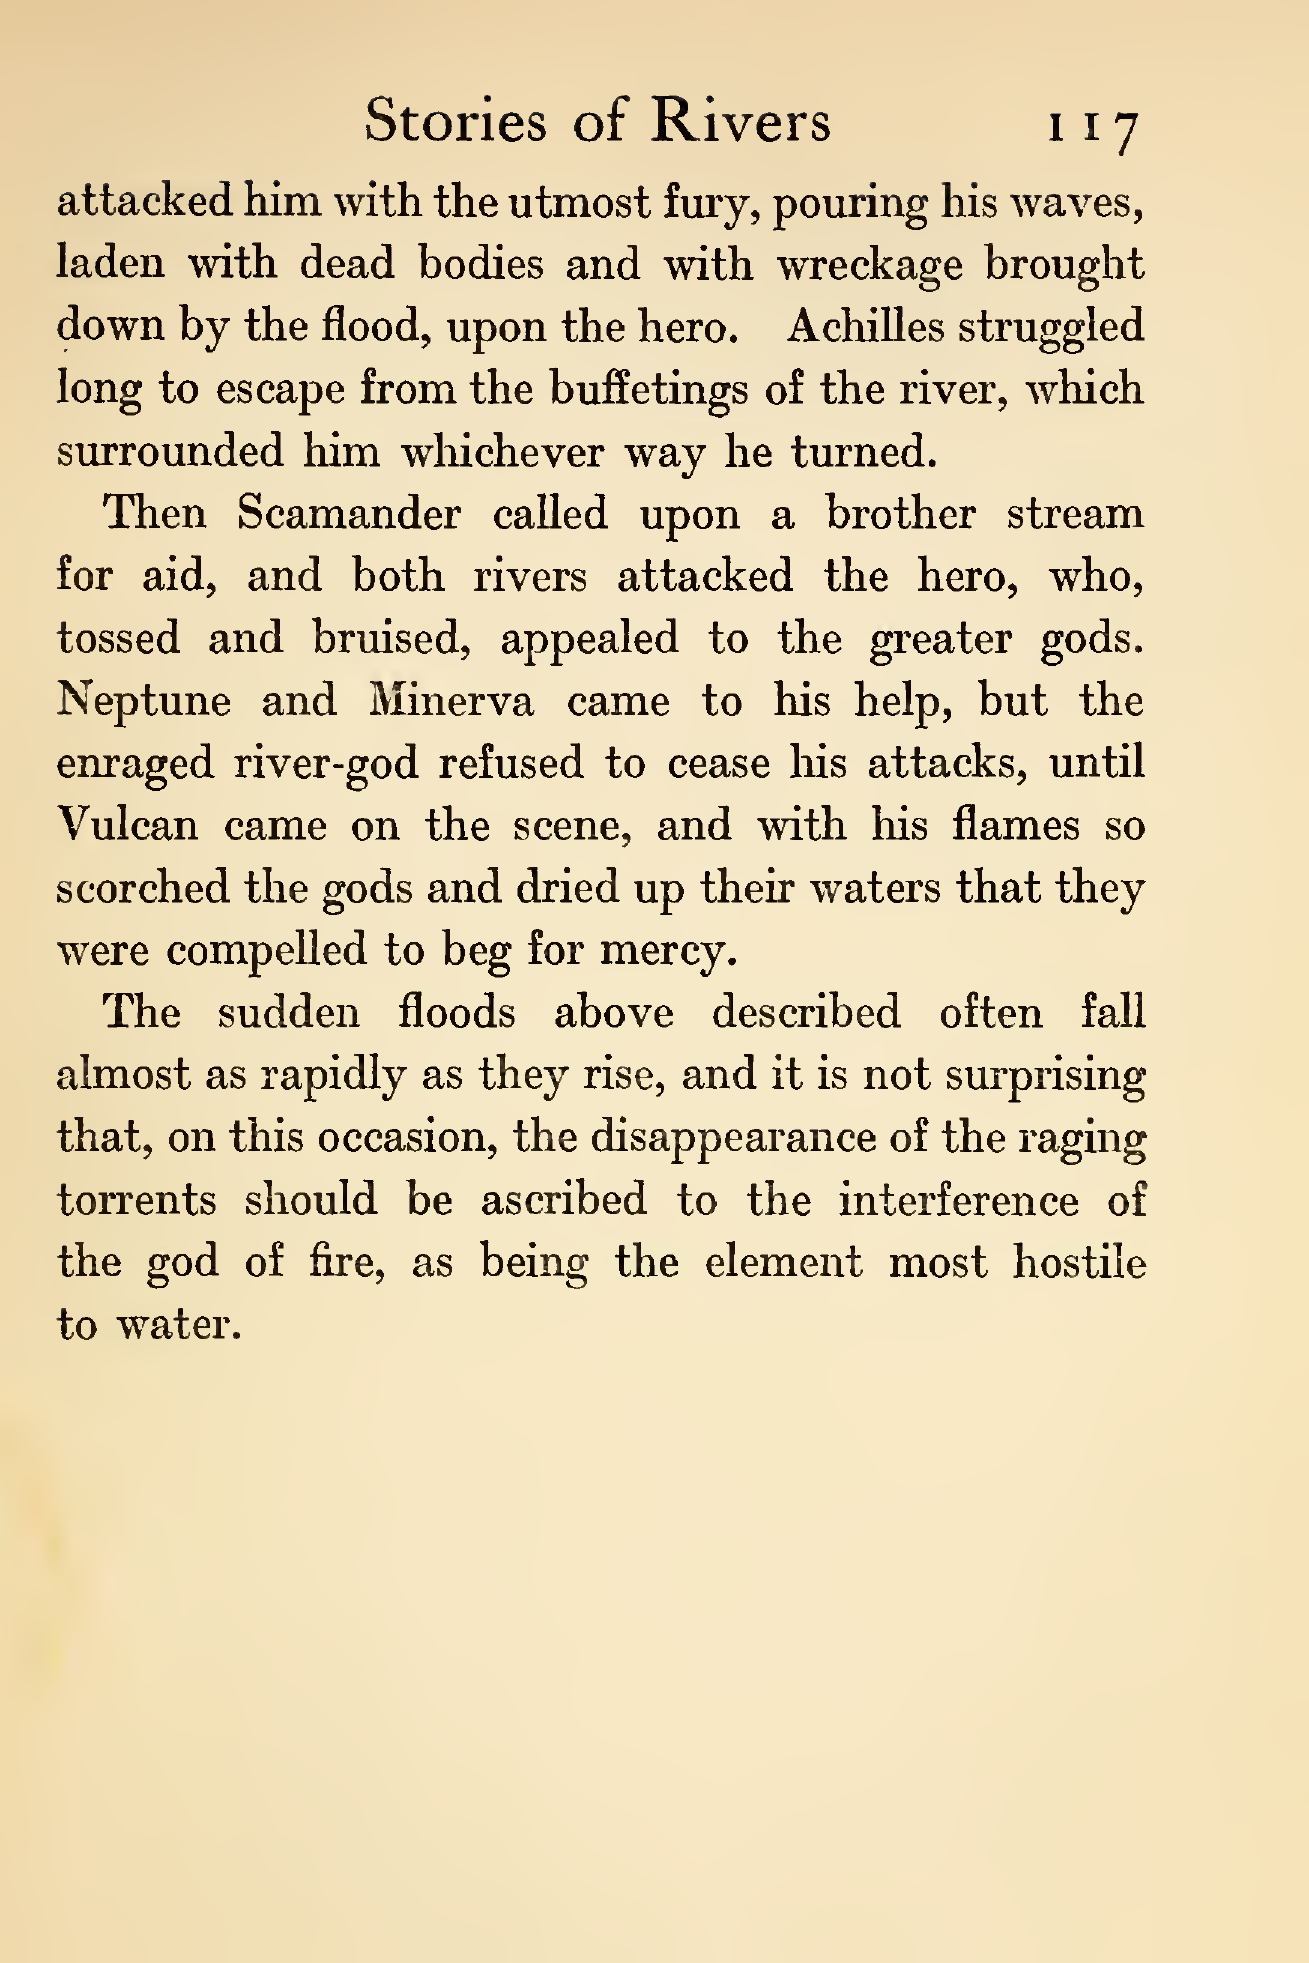 Stories of Rivers 117
attacked him with the utmost fury, pouring his waves,
laden with dead bodies and with wreckage brought
down by the flood, upon the hero. Achilles struggled
long to escape from the buffetings of the river, which
surrounded him whichever way he turned.
Then Scamander called upon a brother stream
for aid, and both rivers attacked the hero, who,
tossed and bruised, appealed to the greater gods.
Neptune and Minerva came to his help, but the
enraged river-god refused to cease his attacks, until
Vulcan came on the scene, and with his flames so
scorched the gods and dried up their waters that they
were compelled to beg for mercy.
The sudden floods above described often fall
almost as rapidly as they rise, and it is not surprising
that, on this occasion, the disappearance of the raging
torrents should be ascribed to the interference of
the god of fire, as being the element most hostile
to water.